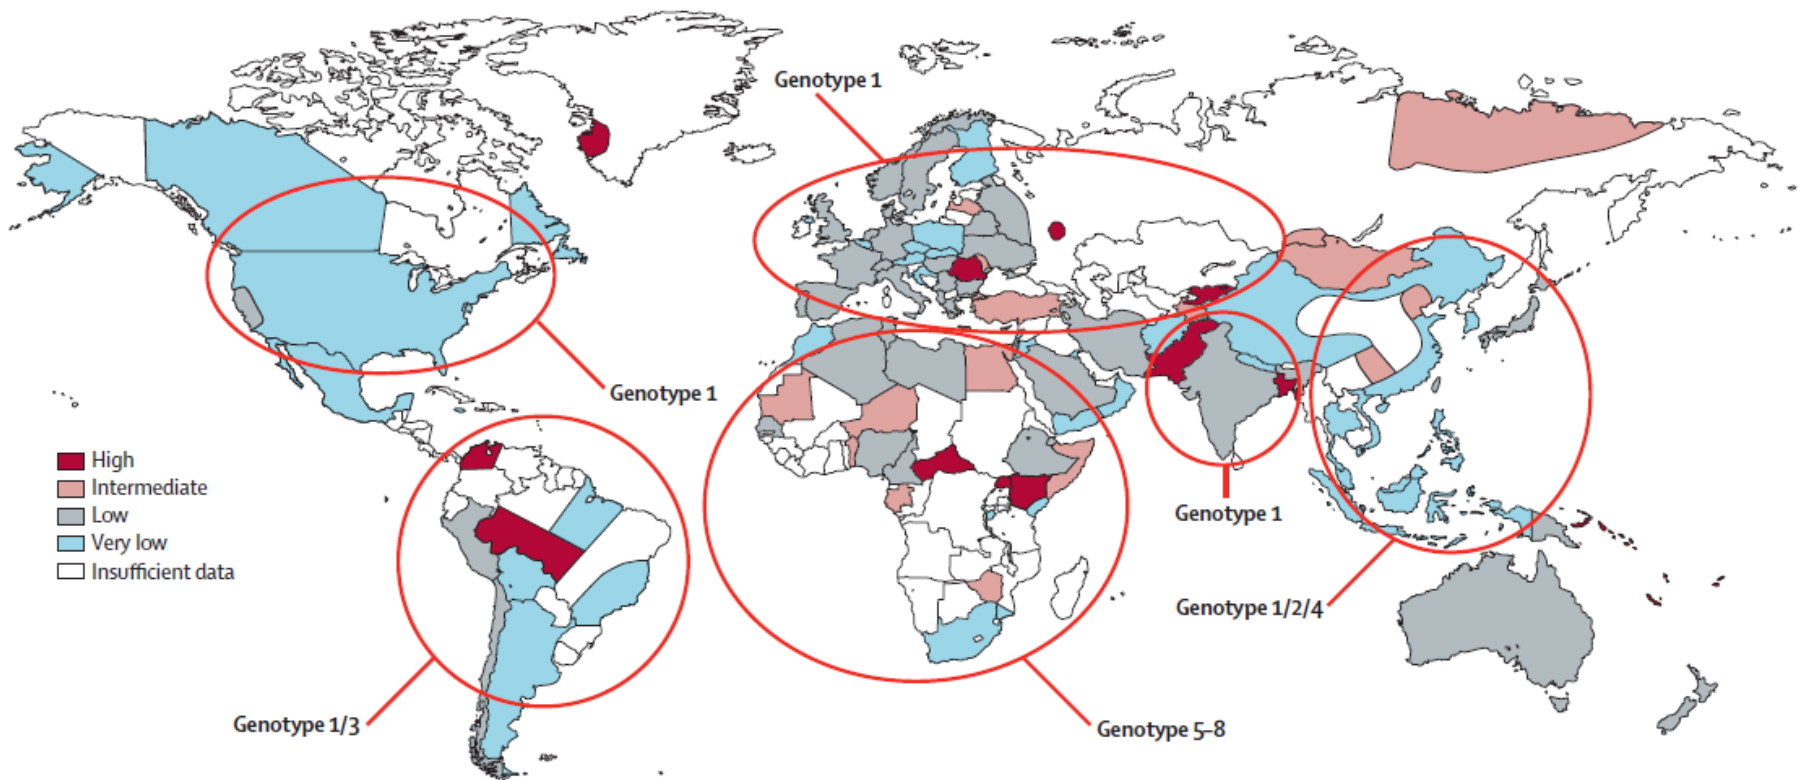 Genotype 1
Genotype 1
High
Intermediate
Low
Very low
Insufficient data
Genotype 1
Genotype 1/2/4
Genotype 1/3
Genotype 5–8